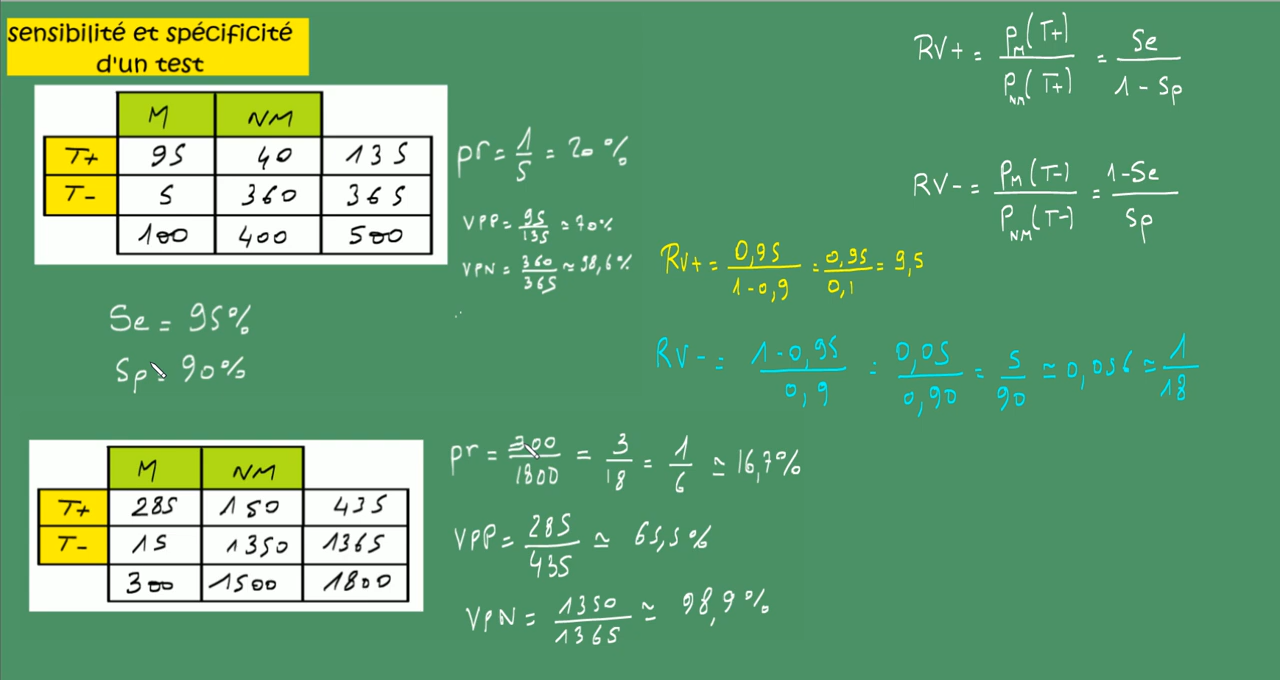 sensibilité et spécificité
d'un test
M NM
T+ 95 40 135
T- 5 360 365
100 400 500
pr = 1/5 = 20%
VPP = 95/135 ≃ 70%
VPN = 360/365 ≃ 98,6%
Se = 95%
Sp = 90%
RV+ = P_M(T+)/P_NM(T+) = Se/(1-Sp)
RV- = P_M(T-)/P_NM(T-) = (1-Se)/Sp
RV+ = 0,95/(1-0,9) = 0,95/0,1 = 9,5
RV- = (1-0,95)/0,9 = 0,05/0,90 = 5/90 ≃ 0,056 ≃ 1/18
M NM
T+ 285 150 435
T- 15 1350 1365
300 1500 1800
pr = 300/1800 = 3/18 = 1/6 ≃ 16,7%
VPP = 285/435 ≃ 65,5%
VPN = 1350/1365 ≃ 98,9%